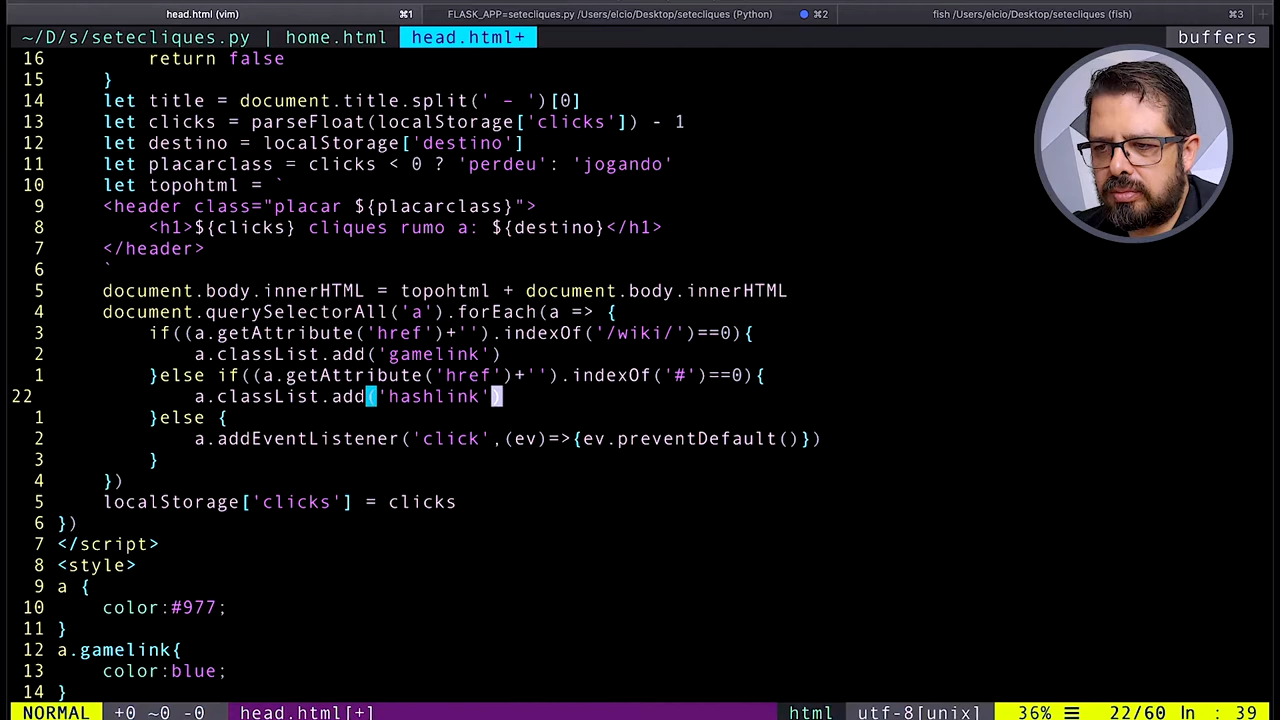 head.html (vim) ⌘1 FLASK_APP=setecliques.py /Users/elcio/Desktop/setecliques (Python) ⌘2 fish /Users/elcio/Desktop/setecliques (fish) ⌘3 +
~/D/s/setecliques.py | home.html head.html+ buffers
16 return false
15 }
14 let title = document.title.split(' – ')[0]
13 let clicks = parseFloat(localStorage['clicks']) - 1
12 let destino = localStorage['destino']
11 let placarclass = clicks < 0 ? 'perdeu': 'jogando'
10 let topohtml = `
9 <header class="placar ${placarclass}">
8 <h1>${clicks} cliques rumo a: ${destino}</h1>
7 </header>
6 `
5 document.body.innerHTML = topohtml + document.body.innerHTML
4 document.querySelectorAll('a').forEach(a => {
3 if((a.getAttribute('href')+'').indexOf('/wiki/')==0){
2 a.classList.add('gamelink')
1 }else if((a.getAttribute('href')+'').indexOf('#')==0){
22 a.classList.add('hashlink')
1 }else {
2 a.addEventListener('click',(ev)=>{ev.preventDefault()})
3 }
4 })
5 localStorage['clicks'] = clicks
6 })
7 </script>
8 <style>
9 a {
10 color:#977;
11 }
12 a.gamelink{
13 color:blue;
14 }
NORMAL +0 ~0 -0 head.html[+] html utf-8[unix] 36% ☰ 22/60 ln : 39